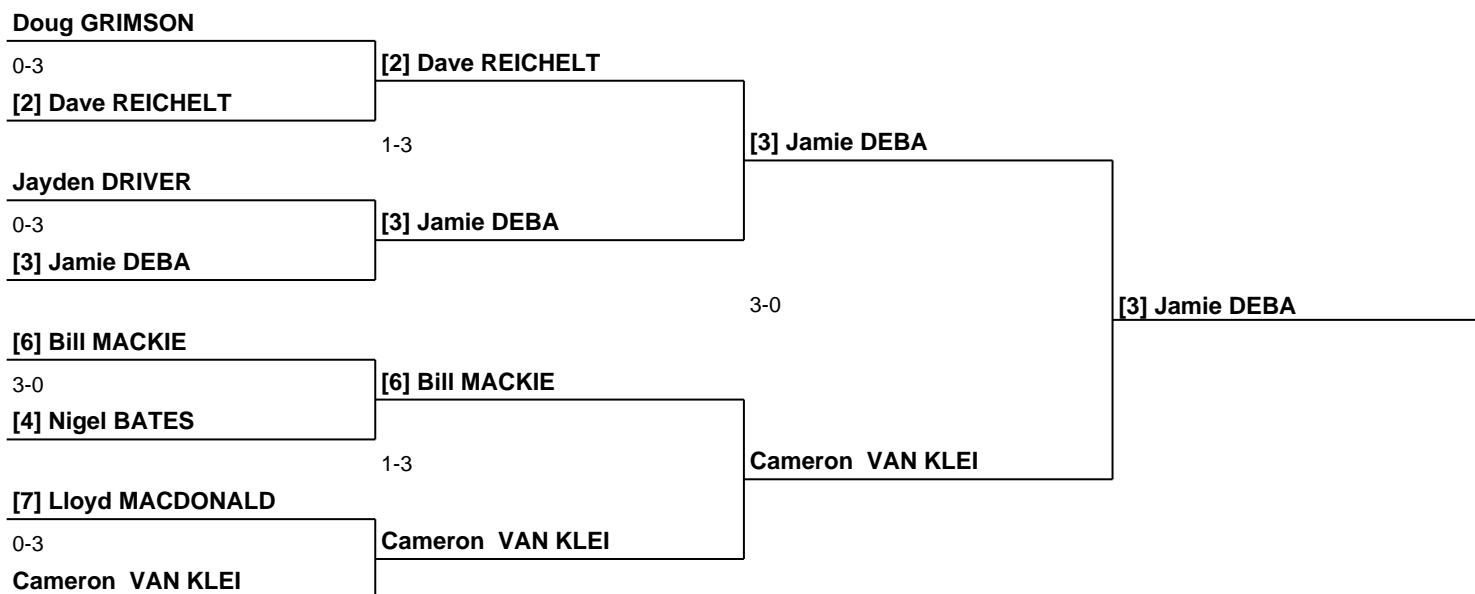 Doug GRIMSON
0-3
[2] Dave REICHELT
[2] Dave REICHELT
1-3
[3] Jamie DEBA
Jayden DRIVER
0-3
[3] Jamie DEBA
[3] Jamie DEBA
3-0
[3] Jamie DEBA
[6] Bill MACKIE
3-0
[6] Bill MACKIE
[4] Nigel BATES
1-3
Cameron  VAN KLEI
[7] Lloyd MACDONALD
0-3
Cameron  VAN KLEI
Cameron  VAN KLEI